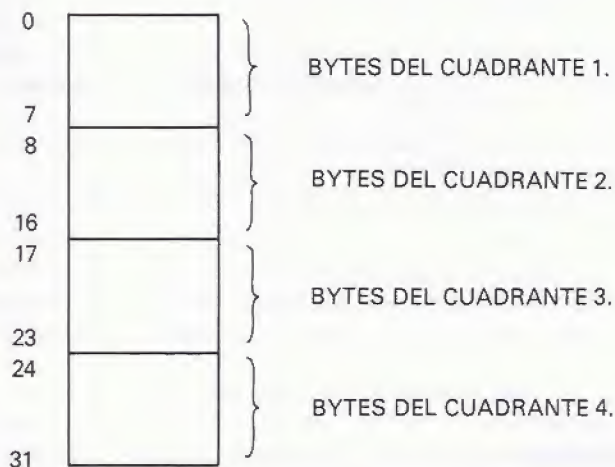 0
BYTES DEL CUADRANTE 1.
7
8
BYTES DEL CUADRANTE 2.
16
17
BYTES DEL CUADRANTE 3.
23
24
BYTES DEL CUADRANTE 4.
31